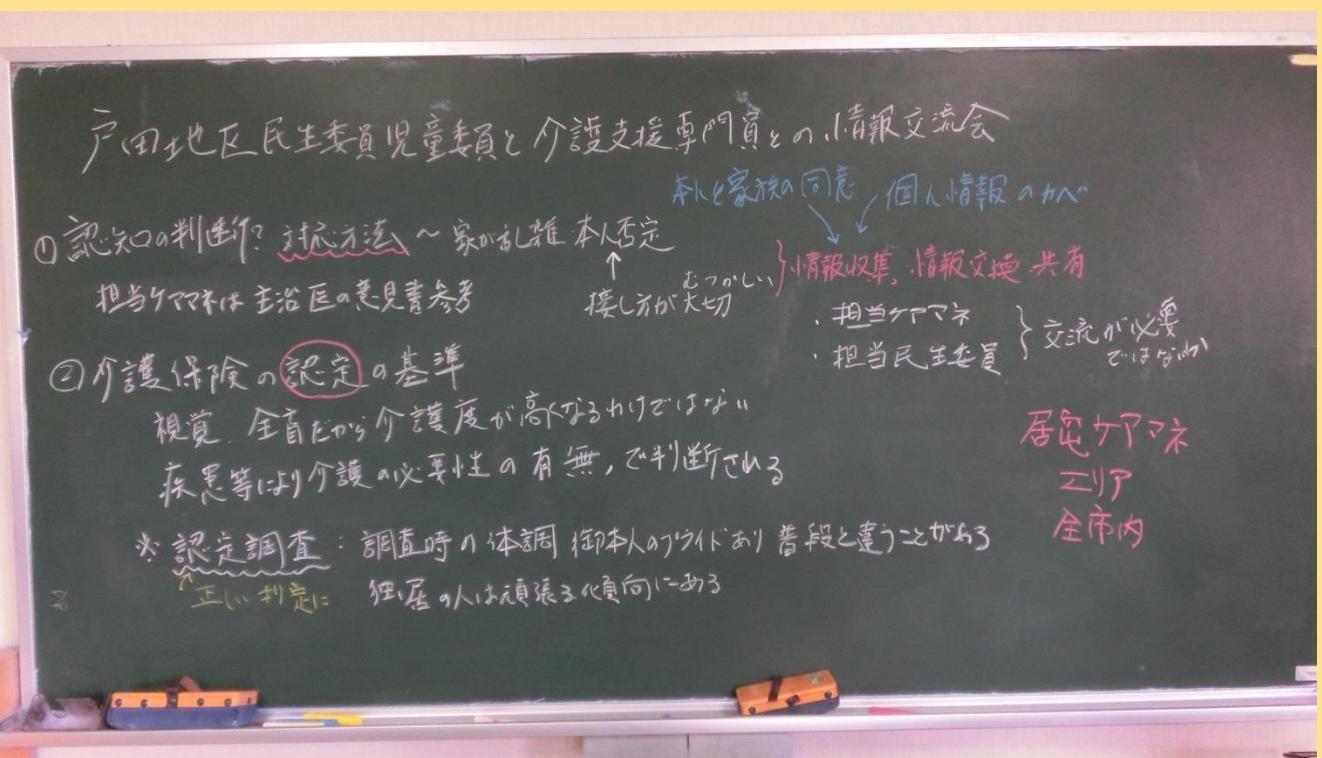 戸田地区民生委員児童委員と介護支援専門員との情報交流会
本人と家族の同意 個人情報のカベ
①認知の判断?対応方法〜家が乱雑 本人否定
担当ケアマネは主治医の意見書参考
接し方が大切
むつかしい
情報収集、情報交換、共有
・担当ケアマネ
・担当民生委員
交流が必要
ではないか
②介護保険の認定の基準
視覚 全盲だから介護度が高くなるわけではない
疾患等により介護の必要性の有無,で判断される
※認定調査:調査時の体調 御本人のプライドあり普段と違うことがある
正しい判定に 独居の人は頑張る傾向にある
居宅ケアマネ
エリア
全市内